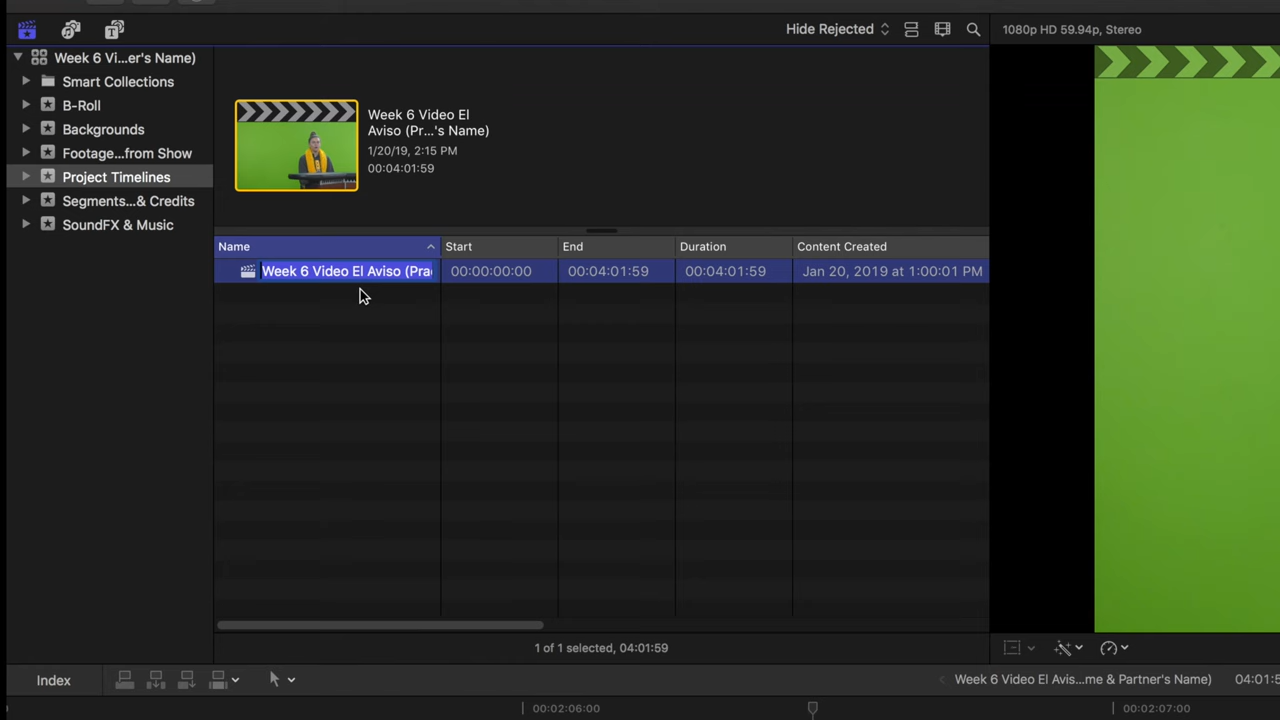 Hide Rejected
1080p HD 59.94p, Stereo
Week 6 Vi...er's Name)
Smart Collections
B-Roll
Backgrounds
Footage...from Show
Project Timelines
Segments...& Credits
SoundFX & Music
Week 6 Video El
Aviso (Pr...'s Name)
1/20/19, 2:15 PM
00:04:01:59
Name Start End Duration Content Created
Week 6 Video El Aviso (Pra 00:00:00:00 00:04:01:59 00:04:01:59 Jan 20, 2019 at 1:00:01 PM
1 of 1 selected, 04:01:59
Index
Week 6 Video El Avis...me & Partner's Name)
04:01:5
00:02:06:00 00:02:07:00